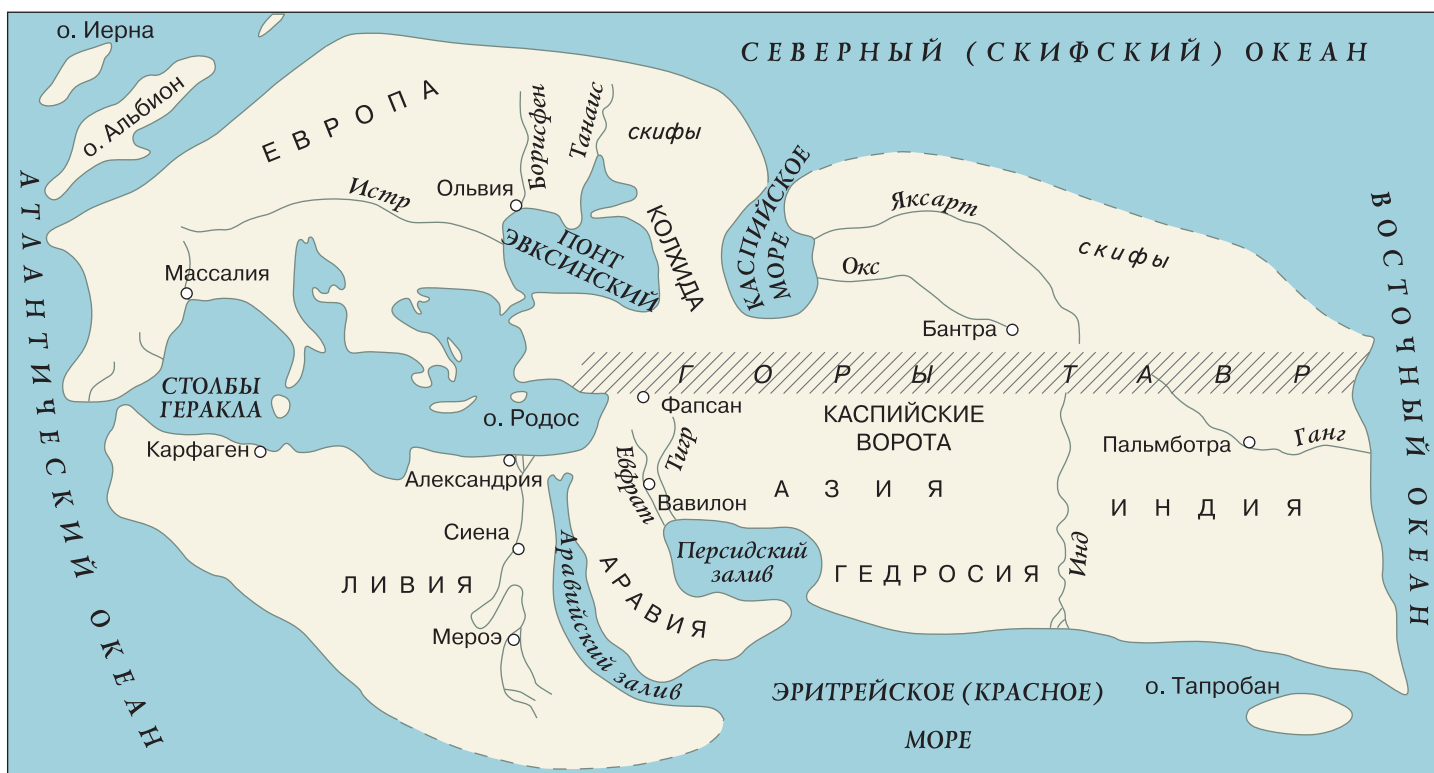 о. Иерна
СЕВЕРНЫЙ (СКИФСКИЙ) ОКЕАН
о. Альбион
ЕВРОПА
Борисфен
Танаис
скифы
АТЛАНТИЧЕСКИЙ ОКЕАН
Истр
Ольвия
ПОНТ
ЭВКСИНСКИЙ
КОЛХИДА
КАСПИЙСКОЕ
МОРЕ
Яксарт
скифы
ВОСТОЧНЫЙ ОКЕАН
Окс
Массалия
Бантра
ГОРЫ ТАВР
СТОЛБЫ
ГЕРАКЛА
о. Родос
Фапсан
КАСПИЙСКИЕ
ВОРОТА
Карфаген
Тигр
Евфрат
Пальмботра
Ганг
Александрия
Вавилон
АЗИЯ
ИНДИЯ
Сиена
Аравийский залив
Персидский
залив
Инд
ЛИВИЯ
АРАВИЯ
ГЕДРОСИЯ
Мероэ
ЭРИТРЕЙСКОЕ (КРАСНОЕ)
МОРЕ
о. Тапробан